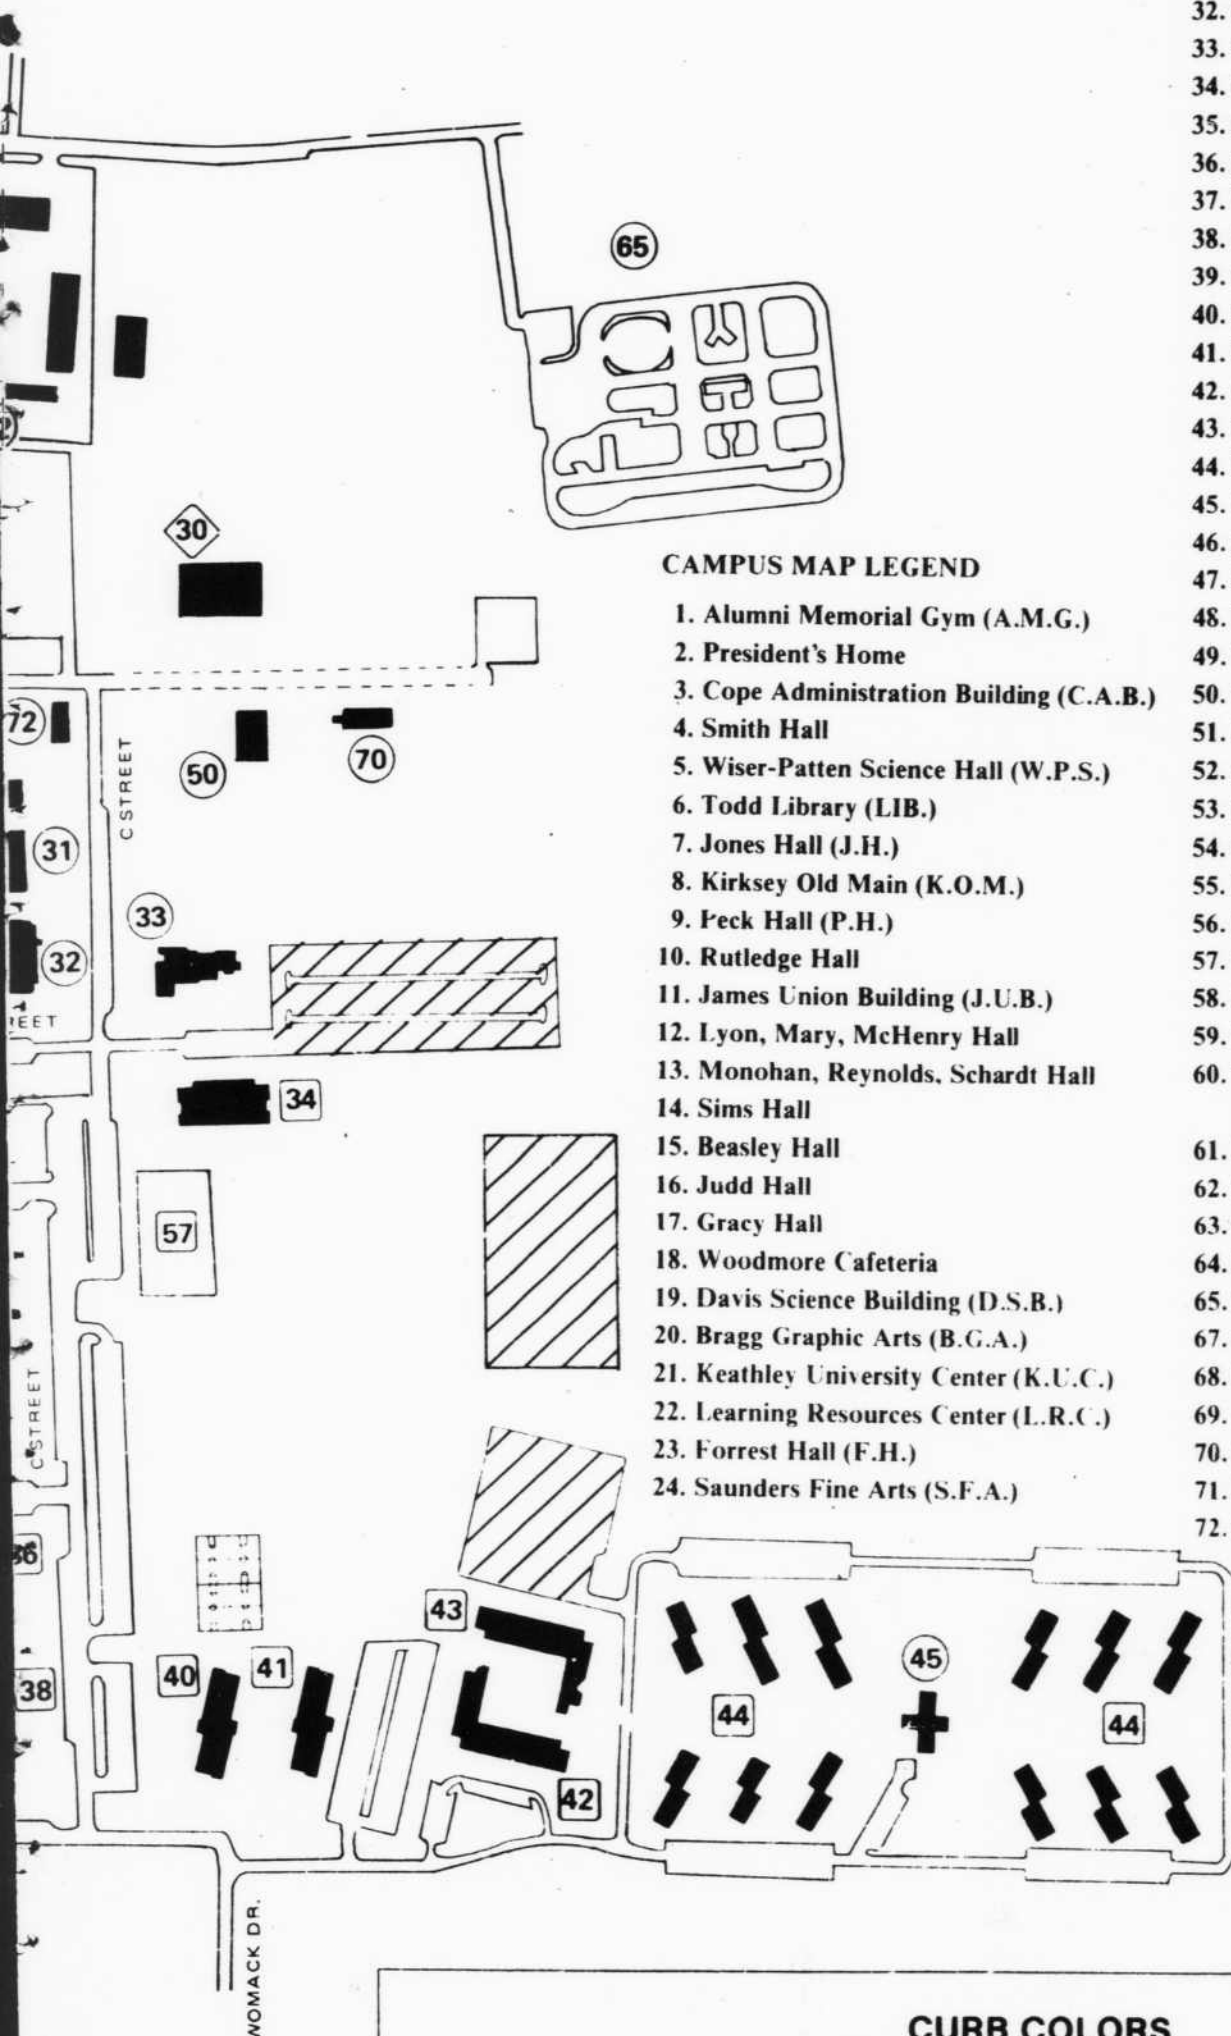 32.
33.
34.
35.
36.
37.
38.
39.
40.
41.
42.
43.
44.
45.
46.
47.
48.
49.
50.
51.
52.
53.
54.
55.
56.
57.
58.
59.
60.
61.
62.
63.
64.
65.
67.
68.
69.
70.
71.
72.
65
30
CAMPUS MAP LEGEND
1. Alumni Memorial Gym (A.M.G.)
2. President's Home
3. Cope Administration Building (C.A.B.)
4. Smith Hall
5. Wiser-Patten Science Hall (W.P.S.)
6. Todd Library (LIB.)
7. Jones Hall (J.H.)
8. Kirksey Old Main (K.O.M.)
9. Peck Hall (P.H.)
10. Rutledge Hall
11. James Union Building (J.U.B.)
12. Lyon, Mary, McHenry Hall
13. Monohan, Reynolds, Schardt Hall
14. Sims Hall
15. Beasley Hall
16. Judd Hall
17. Gracy Hall
18. Woodmore Cafeteria
19. Davis Science Building (D.S.B.)
20. Bragg Graphic Arts (B.G.A.)
21. Keathley University Center (K.U.C.)
22. Learning Resources Center (L.R.C.)
23. Forrest Hall (F.H.)
24. Saunders Fine Arts (S.F.A.)
72
50
70
C STREET
31
33
32
REET
34
57
C STREET
36
43
40
41
38
45
44
44
42
WOMACK DR.
CURB COLORS